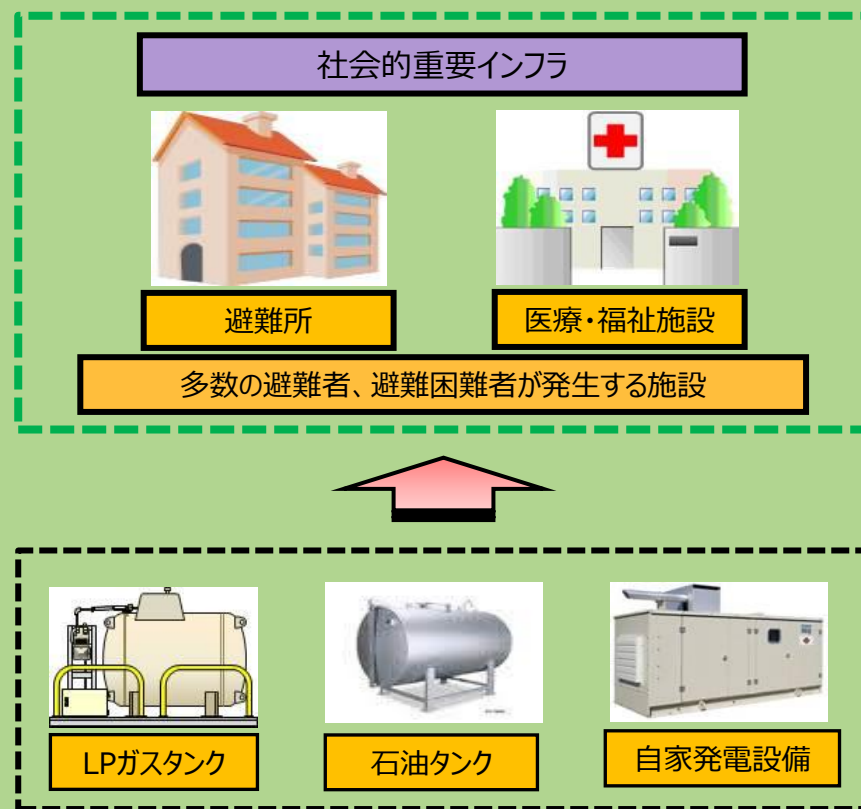 社会的重要インフラ
避難所
医療・福祉施設
多数の避難者、避難困難者が発生する施設
LPガスタンク
石油タンク
自家発電設備